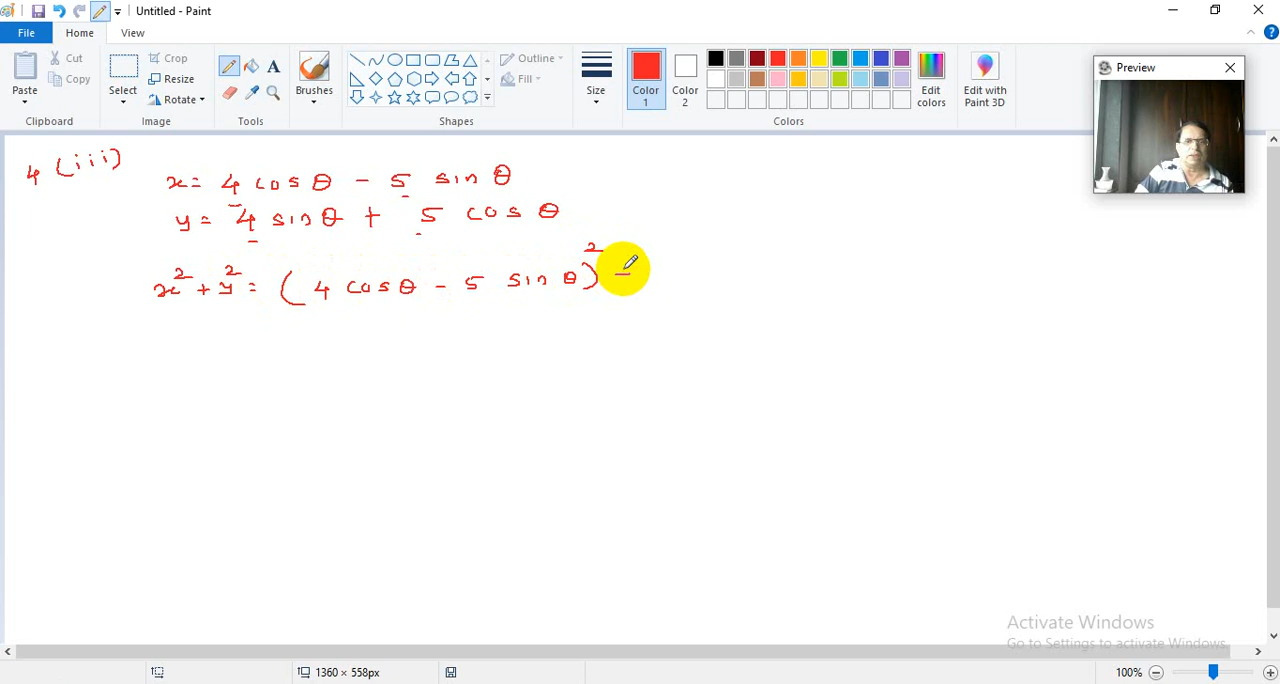 Untitled - Paint
File Home View
Paste Cut Copy Clipboard
Select Crop Resize Rotate Image
A Tools
Brushes
Outline Fill Shapes
Size
Color 1 Color 2 Edit colors Colors
Edit with Paint 3D
Preview
4 (iii)
x = 4 cos θ - 5 sin θ
y = 4 sin θ + 5 cos θ
x² + y² = (4 cos θ - 5 sin θ)²
Activate Windows
Go to Settings to activate Windows.
1360 × 558px 100%